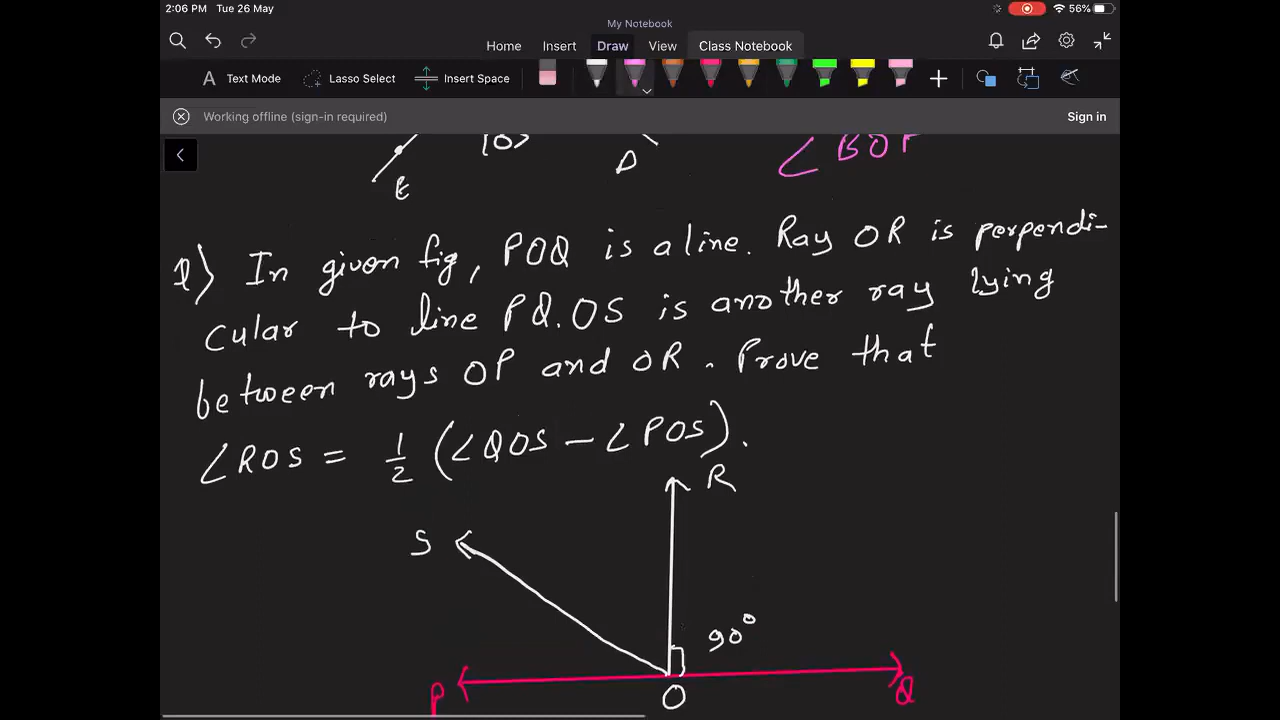 2:06 PM Tue 26 May
56%
My Notebook
Home Insert Draw View Class Notebook
A Text Mode Lasso Select Insert Space
Working offline (sign-in required) Sign in
E D ∠BOF
Q) In given fig, POQ is a line. Ray OR is perpendi-
cular to line PQ. OS is another ray lying
between rays OP and OR. Prove that
∠ROS = 1/2 (∠QOS - ∠POS).
R
S
90°
P O Q